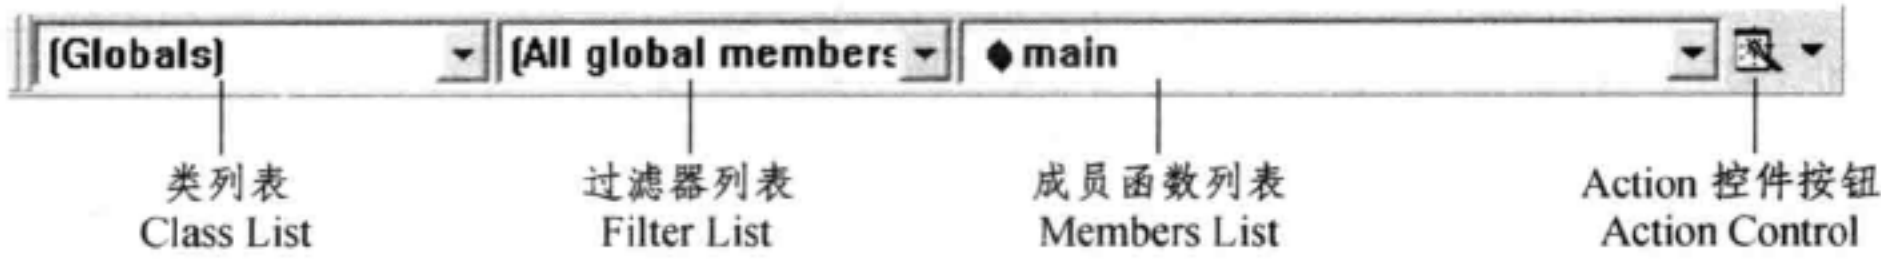 (Globals) (All global members main
类列表 过滤器列表 成员函数列表 Action 控件按钮
Class List Filter List Members List Action Control